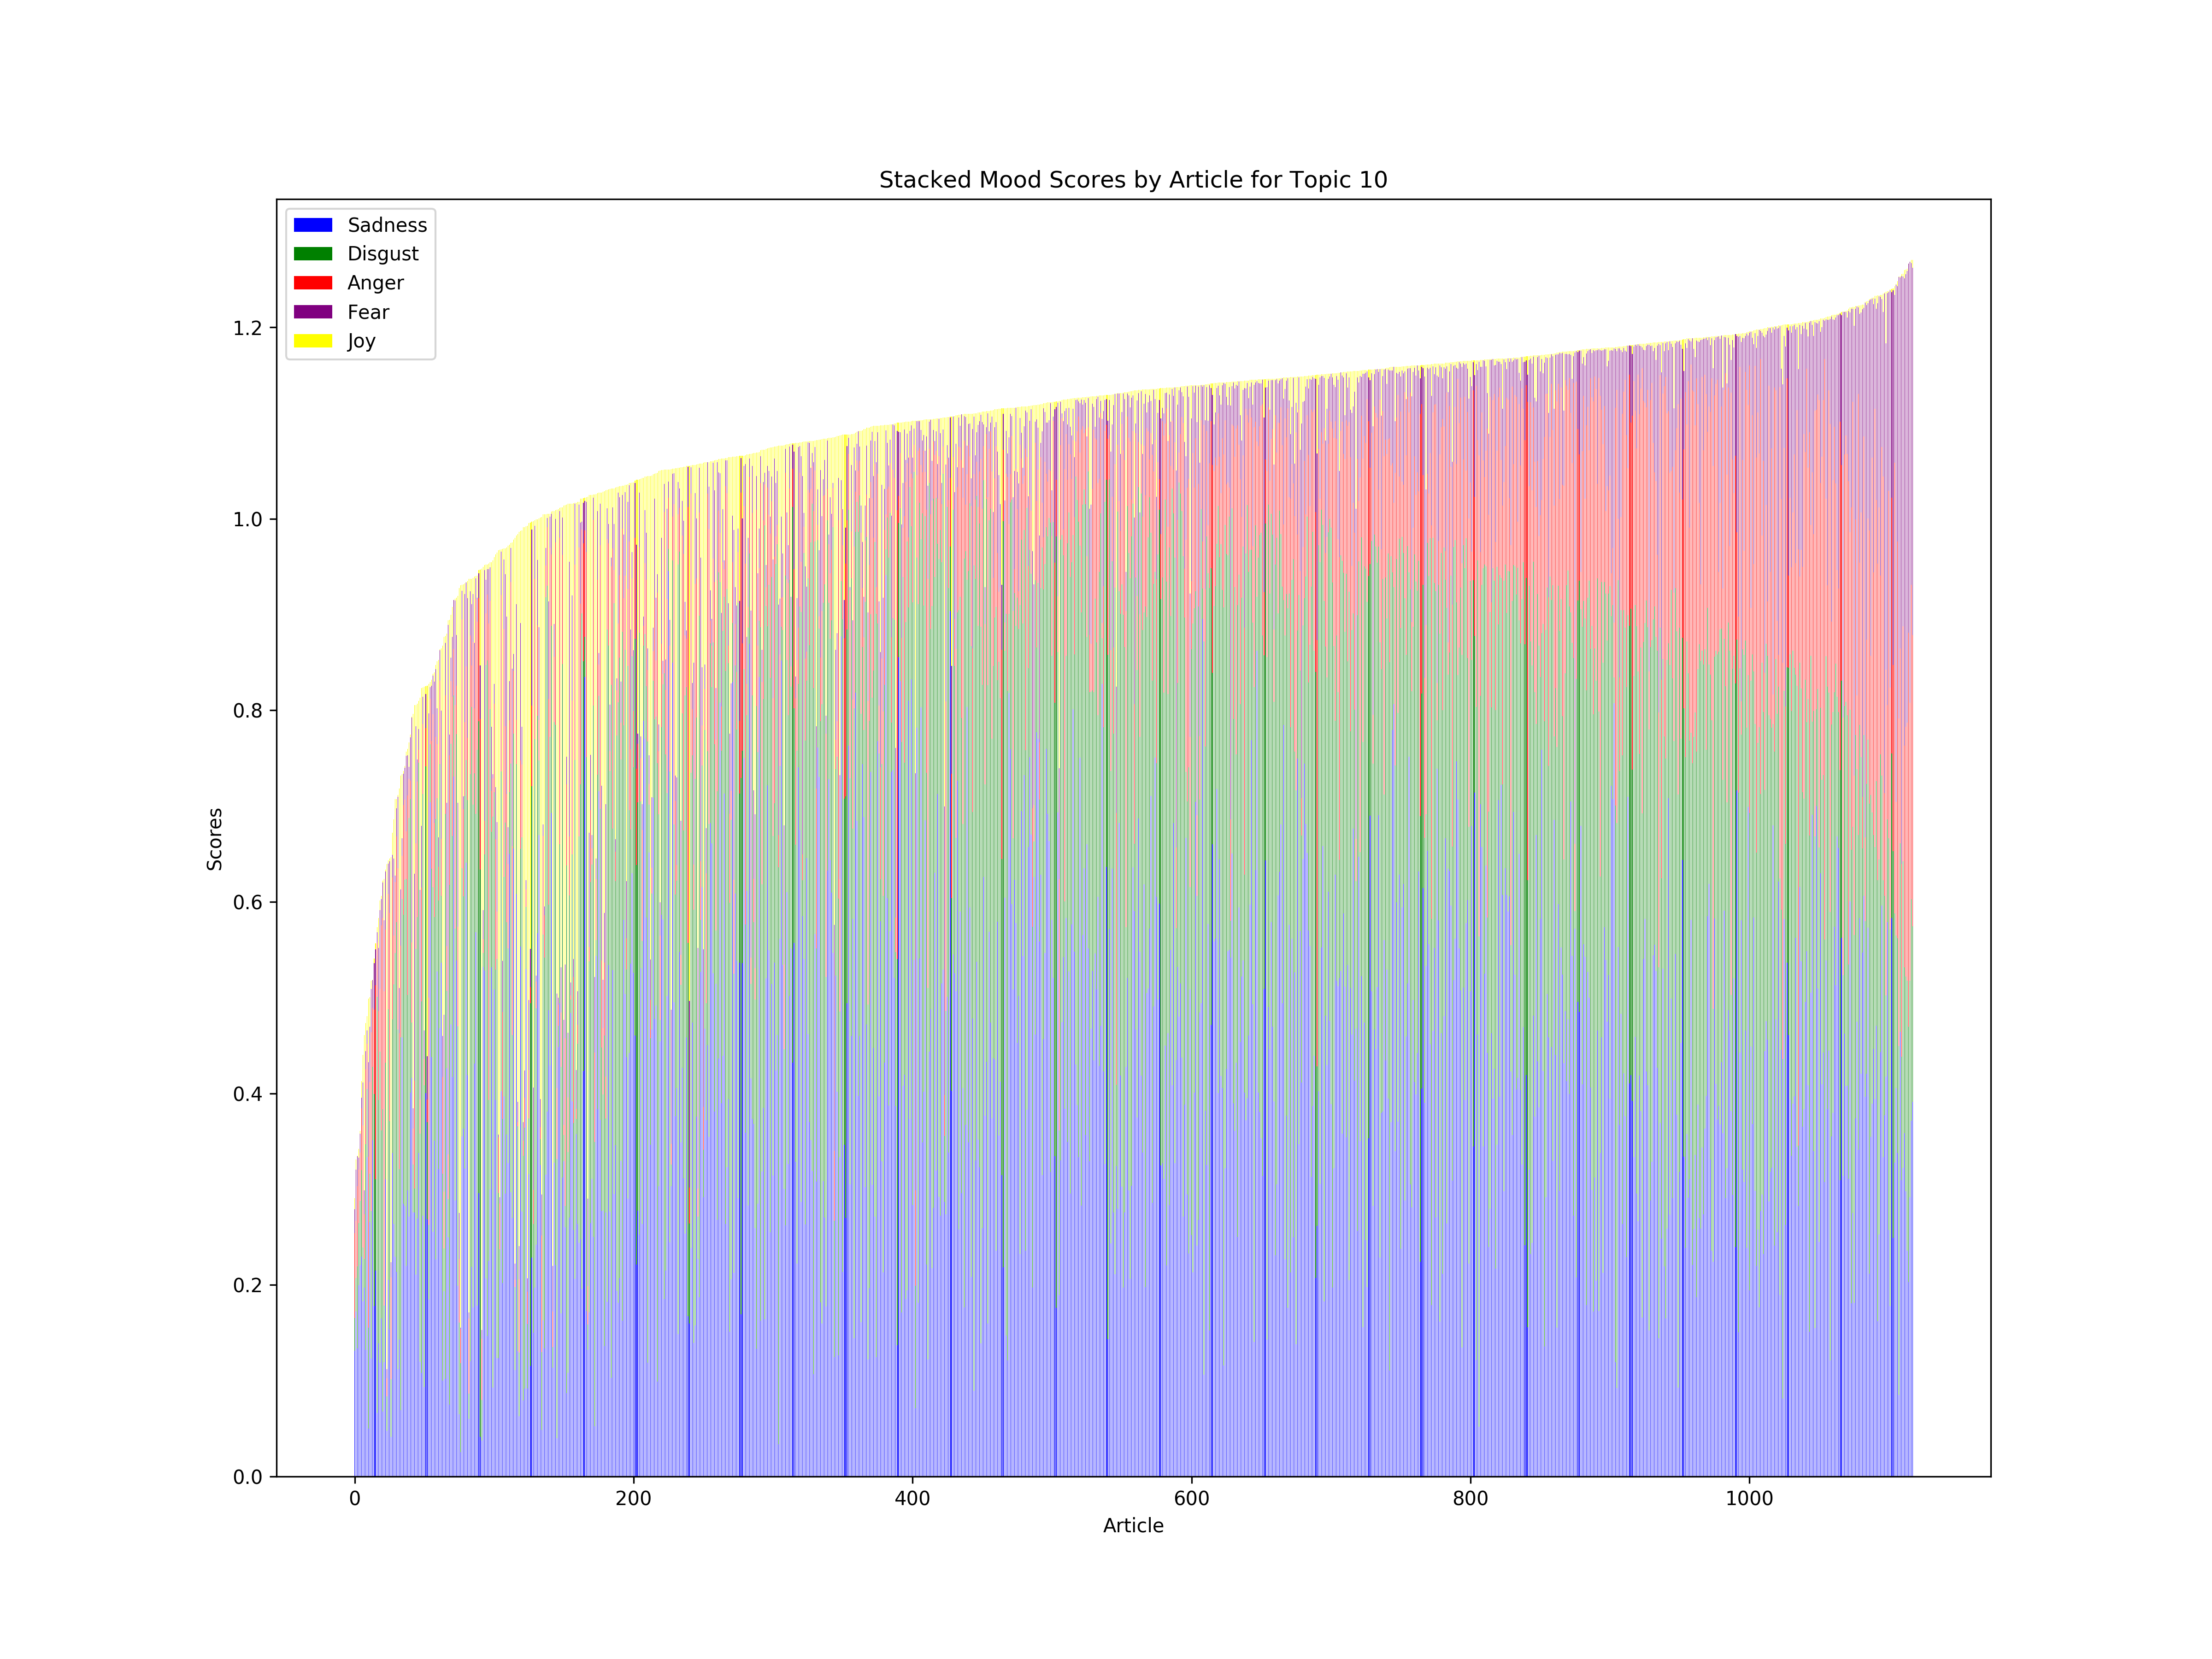 Stacked Mood Scores by Article for Topic 10
Sadness
Disgust
Anger
Fear
Joy
1.2
1.0
0.8
0.6
0.4
0.2
0.0
Scores
0 200 400 600 800 1000
Article